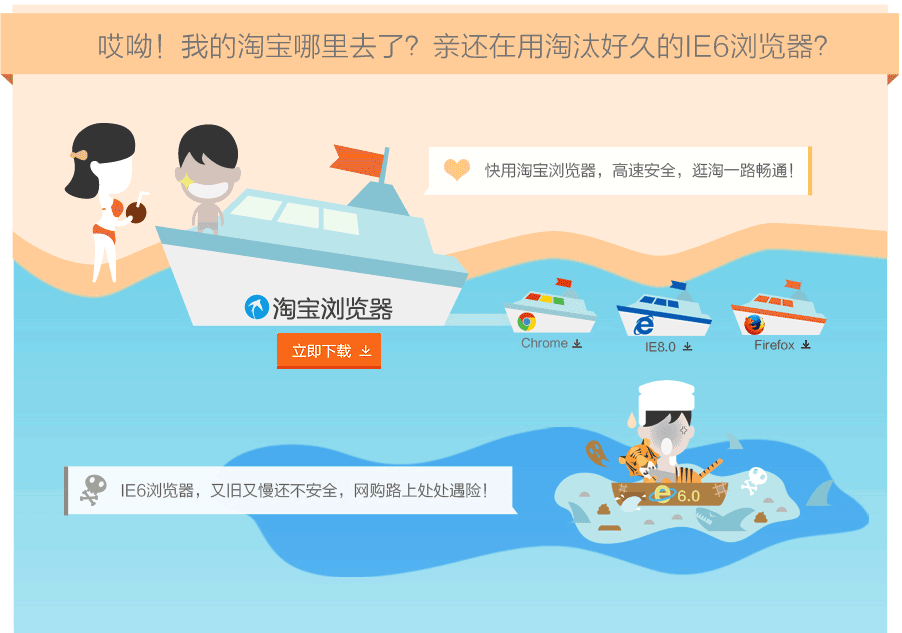 哎呦！我的淘宝哪里去了？亲还在用淘汰好久的IE6浏览器？
快用淘宝浏览器，高速安全，逛淘一路畅通！
淘宝浏览器
立即下载
Chrome
IE8.0
Firefox
IE6浏览器，又旧又慢还不安全，网购路上处处遇险！
6.0